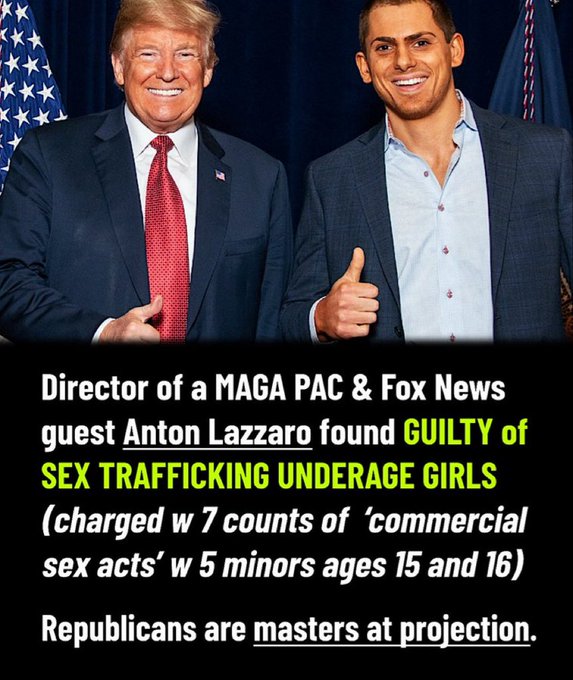 Director of a MAGA PAC & Fox News
guest Anton Lazzaro found GUILTY of
SEX TRAFFICKING UNDERAGE GIRLS
(charged w 7 counts of 'commercial
sex acts' w 5 minors ages 15 and 16)
Republicans are masters at projection.